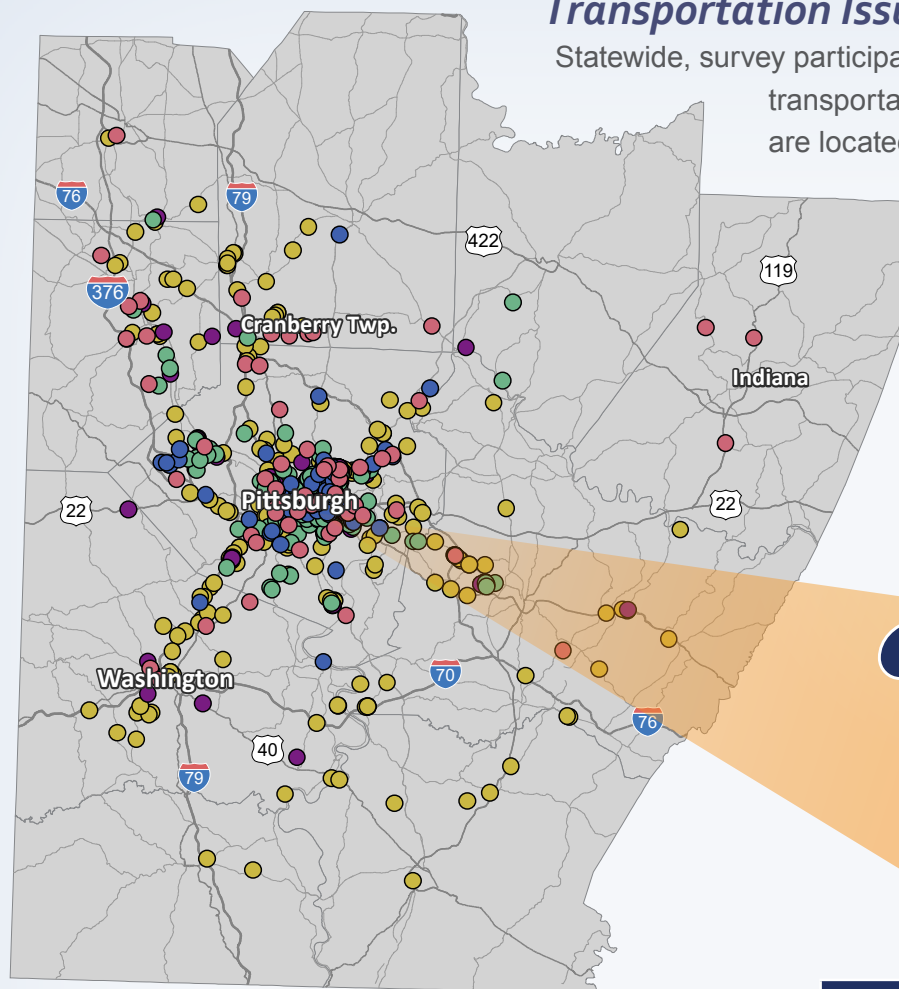 Transportation Issu
Statewide, survey participa
transporta
are located
76
79
422
119
376
Cranberry Twp.
Indiana
22
Pittsburgh
22
Washington
70
76
40
79